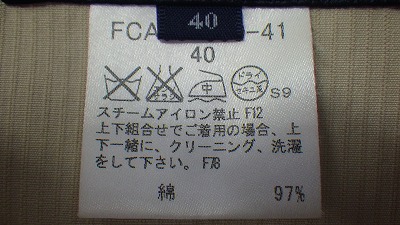 40
FCA -41
40
中 ドライ S9
スチームアイロン禁止 F12
上下組合せでご着用の場合、上
下一緒に、クリーニング、洗濯
をして下さい。 F78
綿 97%